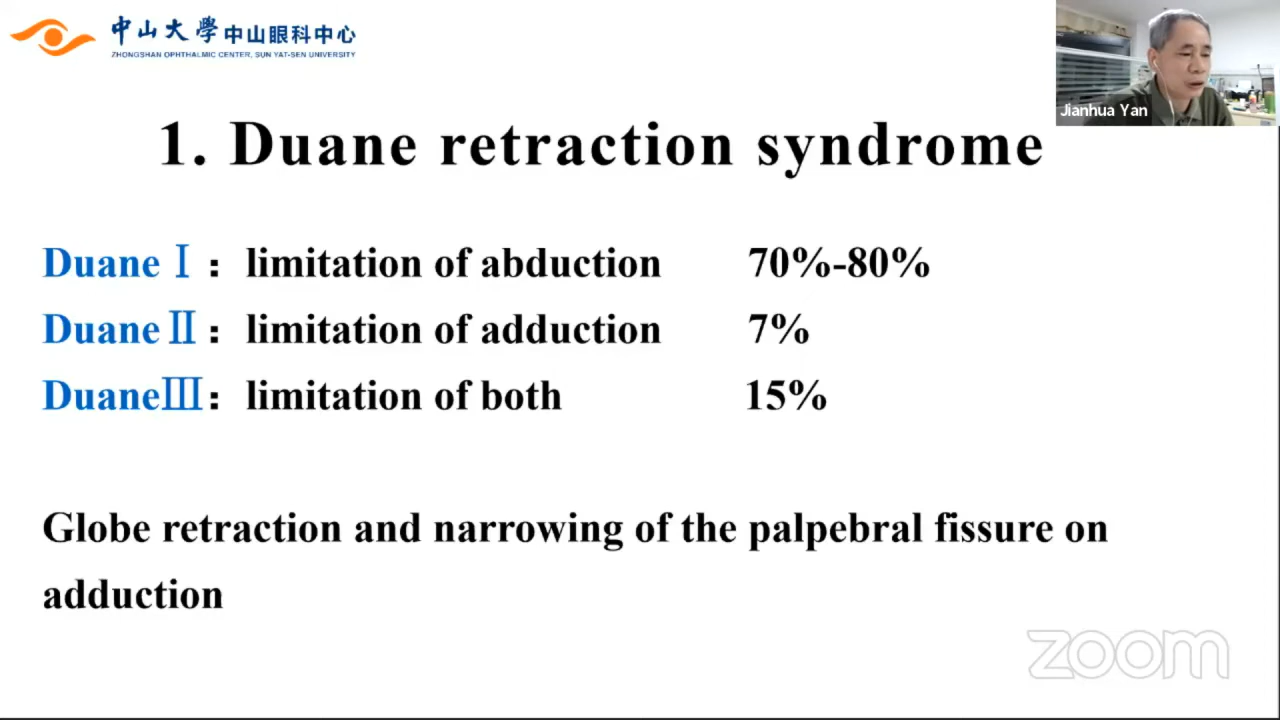 中山大學中山眼科中心
ZHONGSHAN OPHTHALMIC CENTER, SUN YAT-SEN UNIVERSITY
Jianhua Yan
1. Duane retraction syndrome
DuaneⅠ： limitation of abduction 70%-80%
DuaneⅡ： limitation of adduction 7%
DuaneⅢ： limitation of both 15%
Globe retraction and narrowing of the palpebral fissure on
adduction
zoom